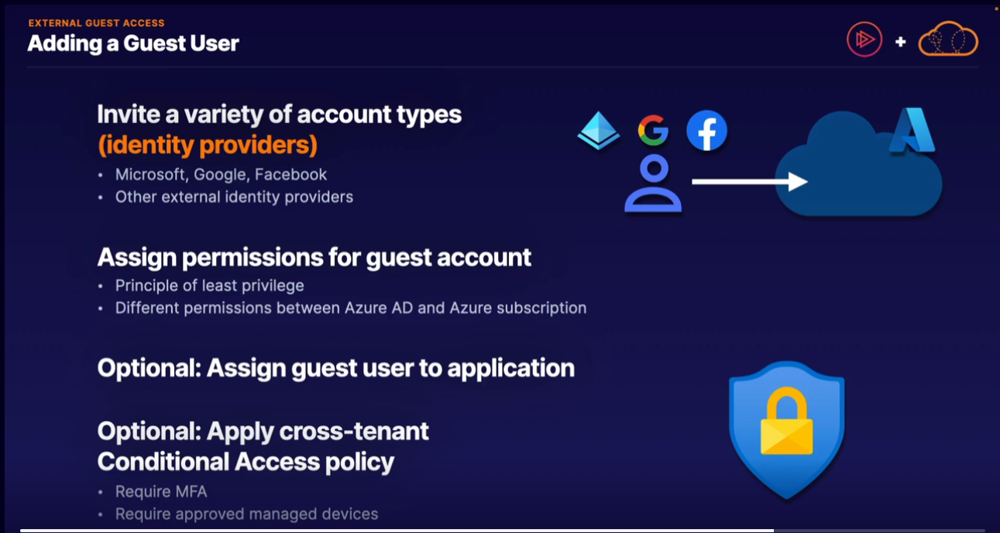 EXTERNAL GUEST ACCESS
Adding a Guest User
+
Invite a variety of account types
(identity providers)
• Microsoft, Google, Facebook
• Other external identity providers
Assign permissions for guest account
• Principle of least privilege
• Different permissions between Azure AD and Azure subscription
Optional: Assign guest user to application
Optional: Apply cross-tenant
Conditional Access policy
• Require MFA
• Require approved managed devices